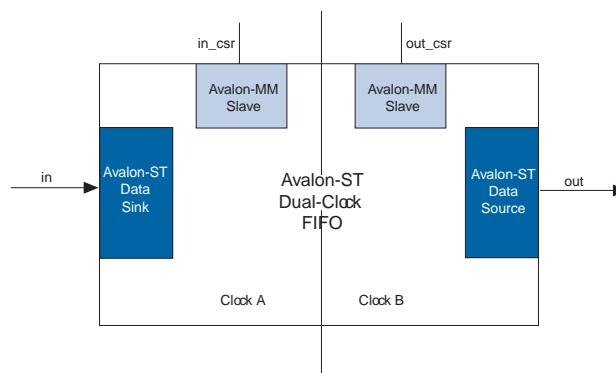 in_csr
out_csr
Avalon-MM
Slave
Avalon-MM
Slave
in
Avalon-ST
Data
Sink
Avalon-ST
Dual-Clock
FIFO
Avalon-ST
Data
Source
out
Clock A
Clock B